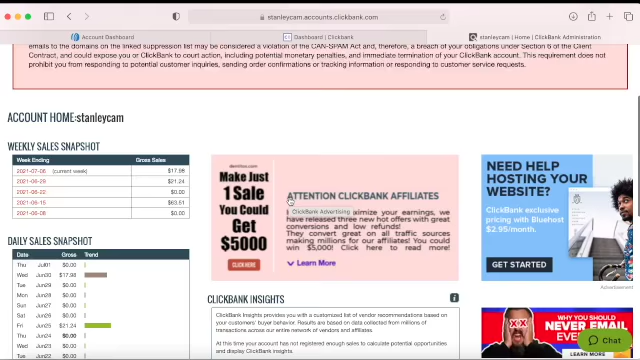 stanleycam.accounts.clickbank.com
Account Dashboard
Dashboard | ClickBank
stanleycam | Home | ClickBank Administration
emails to the domains on the linked suppression list may be considered a violation of the CAN-SPAM Act and, therefore, a breach of your obligations under Section 6 of the Client
Contract, and could expose you or ClickBank to court action, including potential monetary penalties, and immediate termination of your ClickBank account. This requirement does not
prohibit you from responding to potential customer inquiries, sending order confirmations or tracking information or responding to customer service requests.
ACCOUNT HOME:stanleycam
WEEKLY SALES SNAPSHOT
Week Ending Gross Sales
2021-07-06 (current week) $17.98
2021-06-29 $21.24
2021-06-22 $0.00
2021-06-15 $63.51
2021-06-08 $0.00
DAILY SALES SNAPSHOT
Date Gross Trend
Thu Jul01 $0.00
Wed Jun30 $17.98
Tue Jun29 $0.00
Mon Jun28 $0.00
Sun Jun27 $0.00
Sat Jun26 $0.00
Fri Jun25 $21.24
Thu Jun24 $0.00
Wed Jun23 $0.00
Tue Jun22 $0.00
Make Just
1 Sale
You Could
Get
$5000
CLICK HERE
ATTENTION CLICKBANK AFFILIATES
ClickBank Advertising
maximize your earnings, we
have released three new hot offers with great
conversions and low refunds!
They convert great on all traffic sources
making millions for our affiliates! You could
win $5,000! Click here to read more!
Learn More
CLICKBANK INSIGHTS
ClickBank Insights provides you with a customized list of vendor recommendations based on
your customers' buyer behavior. Results are based on data collected from millions of
transactions across our entire network of vendors and affiliates.
At this time your account has not registered enough sales to calculate potential opportunities
and display ClickBank insights.
NEED HELP
HOSTING YOUR
WEBSITE?
ClickBank exclusive
pricing with Bluehost
$2.95/month.
GET STARTED
Advertisement
WHY YOU SHOULD
NEVER EMAIL
Chat